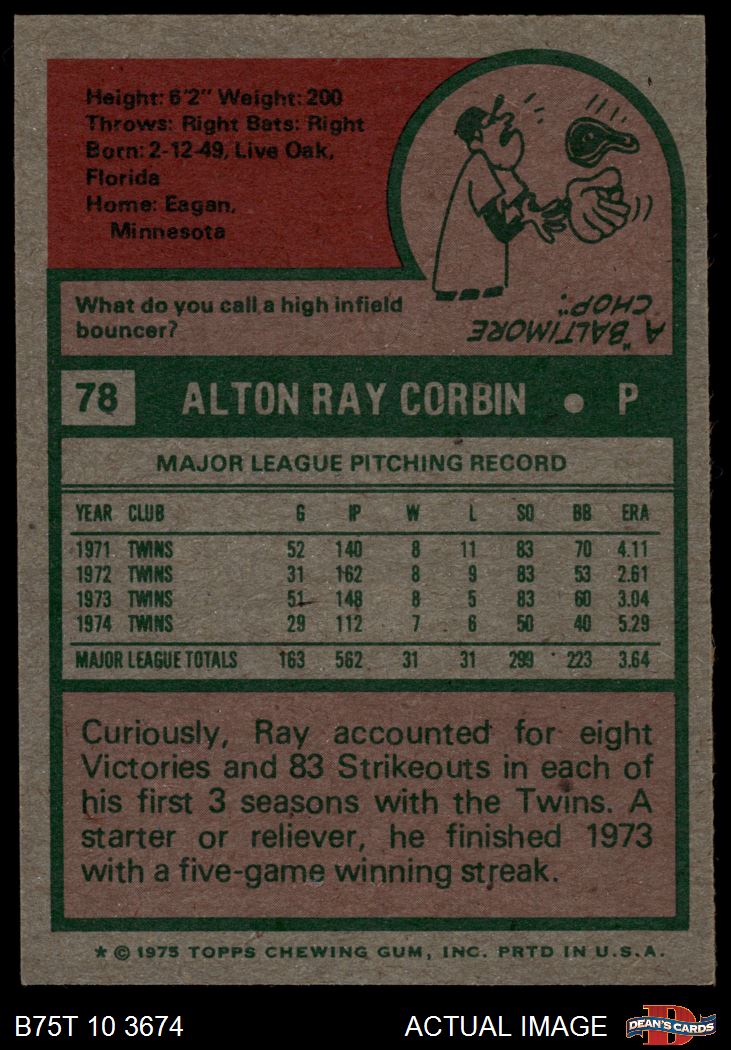 Height: 6'2" Weight: 200
Throws: Right Bats: Right
Born: 2-12-49, Live Oak,
Florida
Home: Eagan,
Minnesota
What do you call a high infield
bouncer?
A "BALTIMORE
CHOP".
78 ALTON RAY CORBIN ● P
MAJOR LEAGUE PITCHING RECORD
YEAR CLUB G IP W L SO BB ERA
1971 TWINS 52 140 8 11 83 70 4.11
1972 TWINS 31 162 8 9 83 53 2.61
1973 TWINS 51 148 8 5 83 60 3.04
1974 TWINS 29 112 7 6 50 40 5.29
MAJOR LEAGUE TOTALS 163 562 31 31 299 223 3.64
Curiously, Ray accounted for eight
Victories and 83 Strikeouts in each of
his first 3 seasons with the Twins. A
starter or reliever, he finished 1973
with a five-game winning streak.
* © 1975 TOPPS CHEWING GUM, INC. PRTD IN U.S.A.
B75T 10 3674 ACTUAL IMAGE DEAN'S CARDS